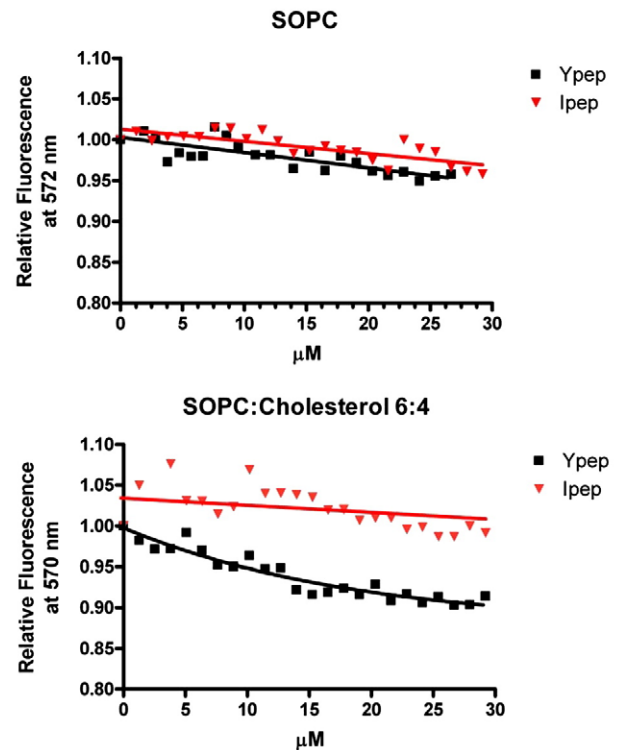 SOPC
Relative Fluorescence
at 572 nm
1.10
1.05
1.00
0.95
0.90
0.85
0.80
0 5 10 15 20 25 30
μM
Ypep
Ipep
SOPC:Cholesterol 6:4
Relative Fluorescence
at 570 nm
1.10
1.05
1.00
0.95
0.90
0.85
0.80
0 5 10 15 20 25 30
μM
Ypep
Ipep